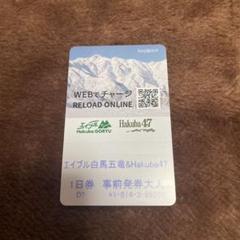 WEBでチャージ
RELOAD ONLINE
エイブル Hakuba47
Hakuba GORYU
エイブル白馬五竜&Hakuba47
1日券 事前発券大人